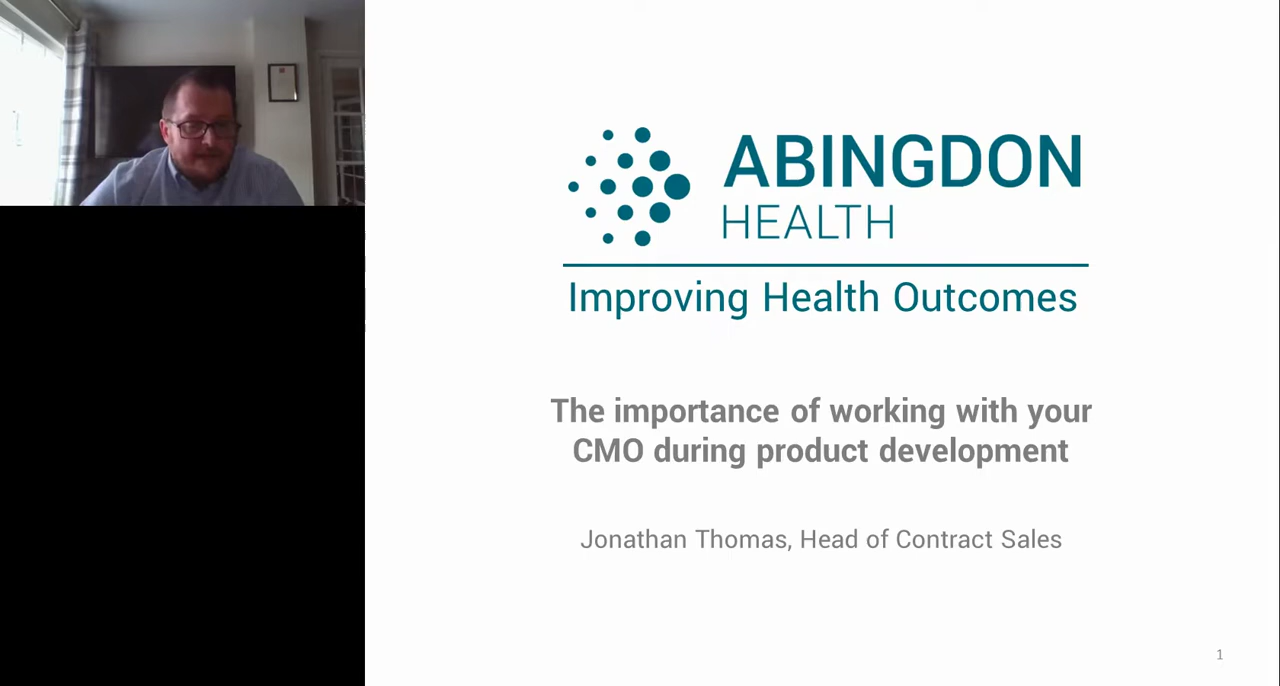 ABINGDON
HEALTH
Improving Health Outcomes
The importance of working with your
CMO during product development
Jonathan Thomas, Head of Contract Sales
1